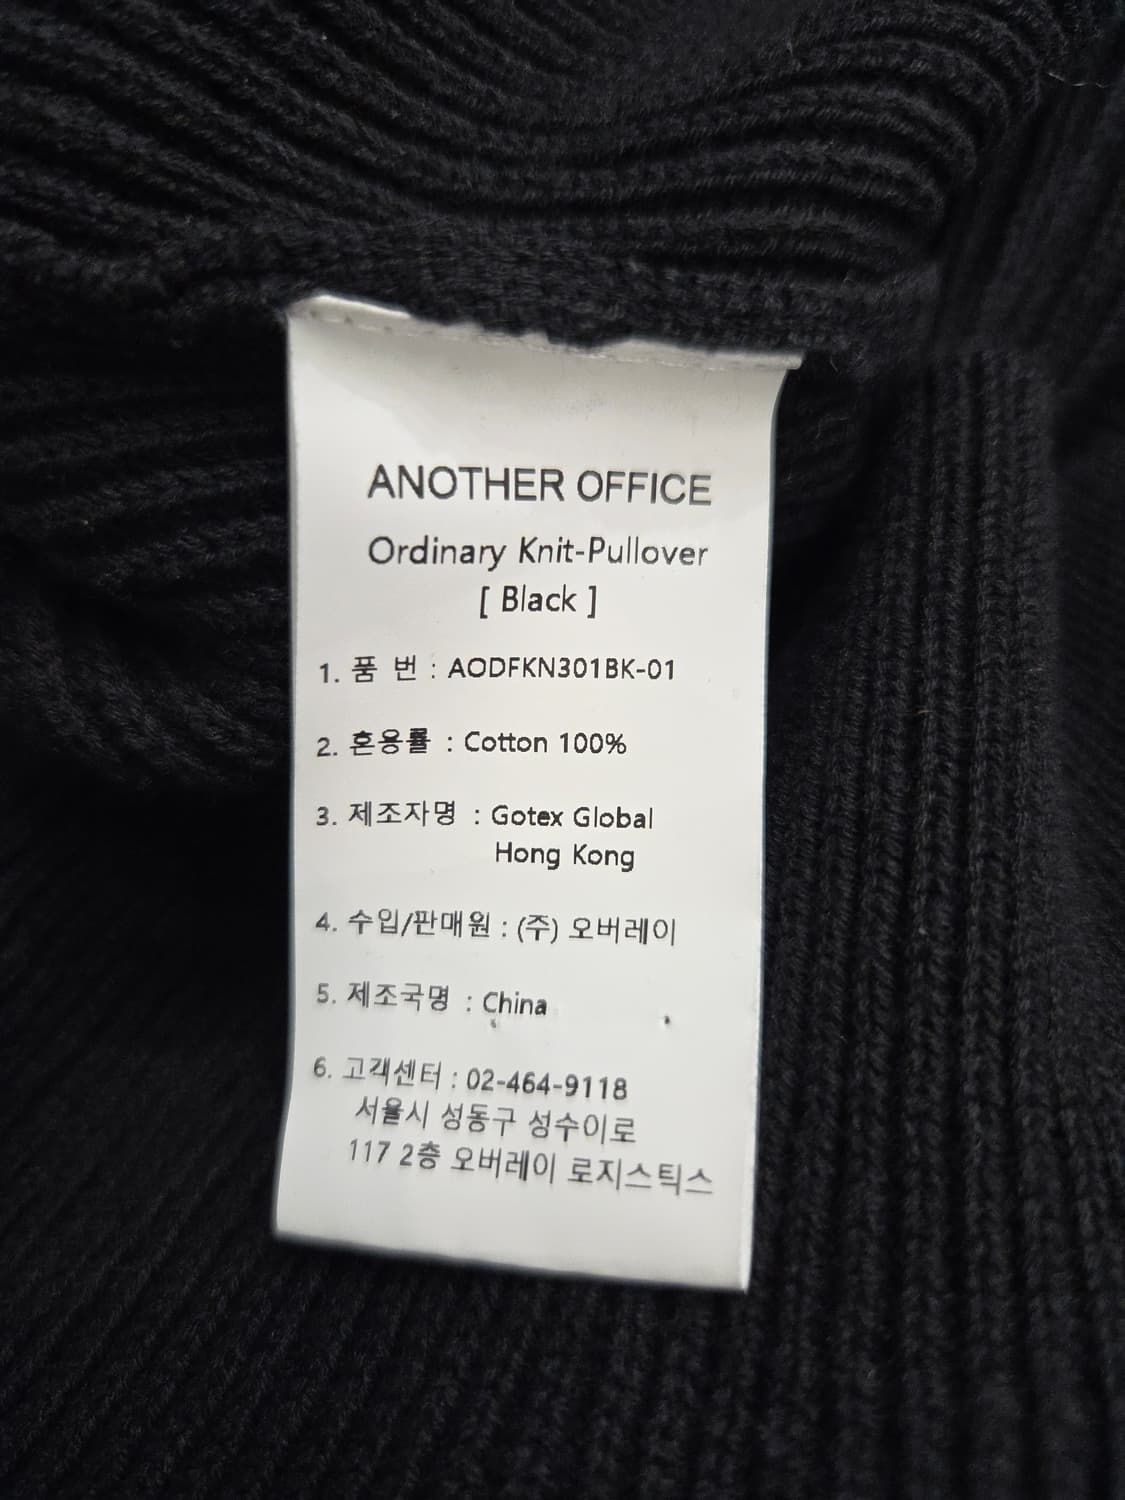 ANOTHER OFFICE
Ordinary Knit-Pullover
[ Black ]
1. 품 번 : AODFKN301BK-01
2. 혼용률 : Cotton 100%
3. 제조자명 : Gotex Global
Hong Kong
4. 수입/판매원 : (주) 오버레이
5. 제조국명 : China
6. 고객센터 : 02-464-9118
서울시 성동구 성수이로
117 2층 오버레이 로지스틱스